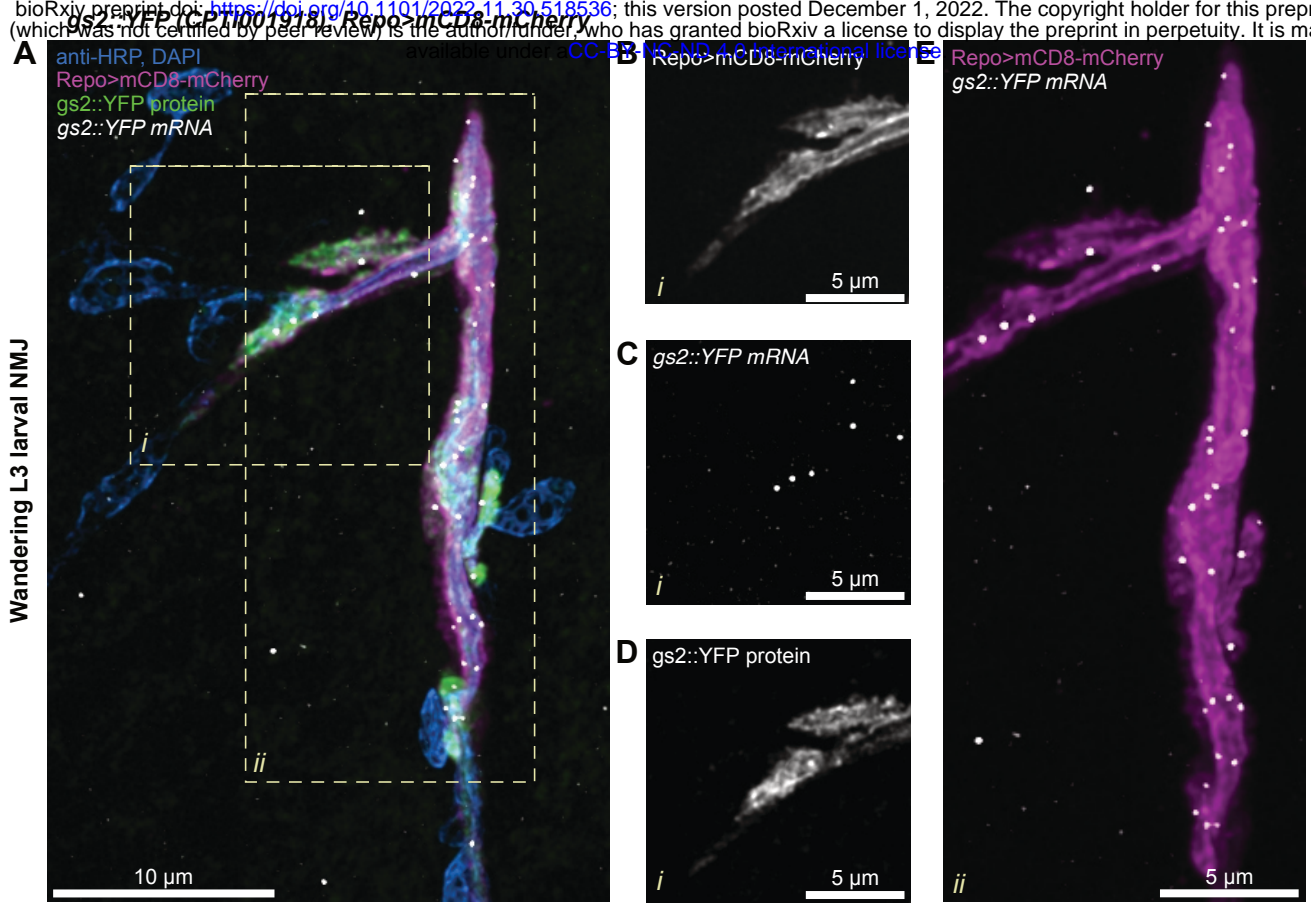 bioRxiv preprint doi: https://doi.org/10.1101/2022.11.30.518536; this version posted December 1, 2022. The copyright holder for this prepr
gs2::YFP (CPTI001918); Repo>mCD8-mCherry
(which was not certified by peer review) is the author/funder, who has granted bioRxiv a license to display the preprint in perpetuity. It is ma
available under aCC-BY-NC-ND 4.0 International license
Wandering L3 larval NMJ
A
anti-HRP, DAPI
Repo>mCD8-mCherry
gs2::YFP protein
gs2::YFP mRNA
i
ii
10 µm
B
Repo>mCD8-mCherry
i
5 µm
C
gs2::YFP mRNA
i
5 µm
D
gs2::YFP protein
i
5 µm
E
Repo>mCD8-mCherry
gs2::YFP mRNA
ii
5 µm